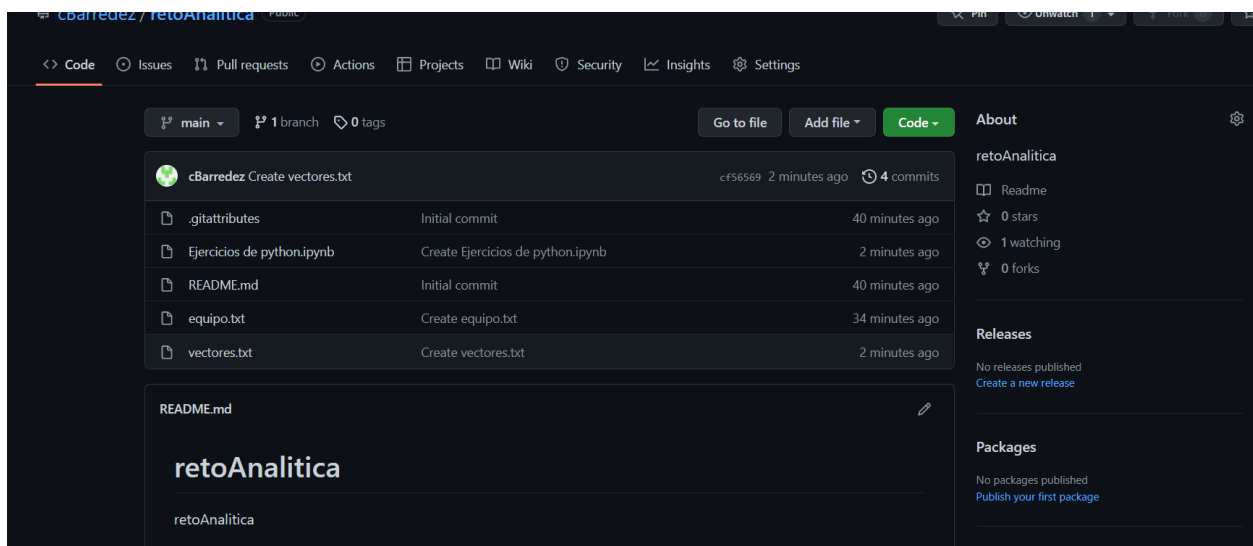 cBarredez / retoAnalitica Public Pin Unwatch 1 Fork 0
Code Issues Pull requests Actions Projects Wiki Security Insights Settings
main 1 branch 0 tags Go to file Add file Code
cBarredez Create vectores.txt cf56569 2 minutes ago 4 commits
.gitattributes Initial commit 40 minutes ago
Ejercicios de python.ipynb Create Ejercicios de python.ipynb 2 minutes ago
README.md Initial commit 40 minutes ago
equipo.txt Create equipo.txt 34 minutes ago
vectores.txt Create vectores.txt 2 minutes ago
README.md
retoAnalitica
retoAnalitica
About
retoAnalitica
Readme
0 stars
1 watching
0 forks
Releases
No releases published
Create a new release
Packages
No packages published
Publish your first package